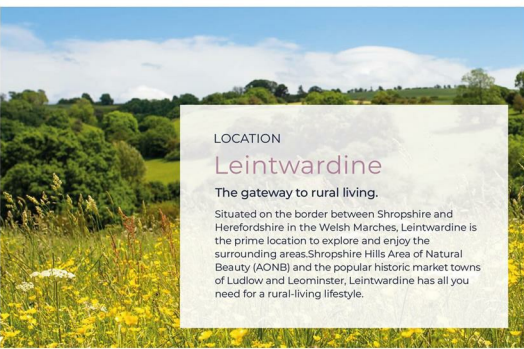 LOCATION
Leintwardine
The gateway to rural living.
Situated on the border between Shropshire and
Herefordshire in the Welsh Marches, Leintwardine is
the prime location to explore and enjoy the
surrounding areas.Shropshire Hills Area of Natural
Beauty (AONB) and the popular historic market towns
of Ludlow and Leominster, Leintwardine has all you
need for a rural-living lifestyle.